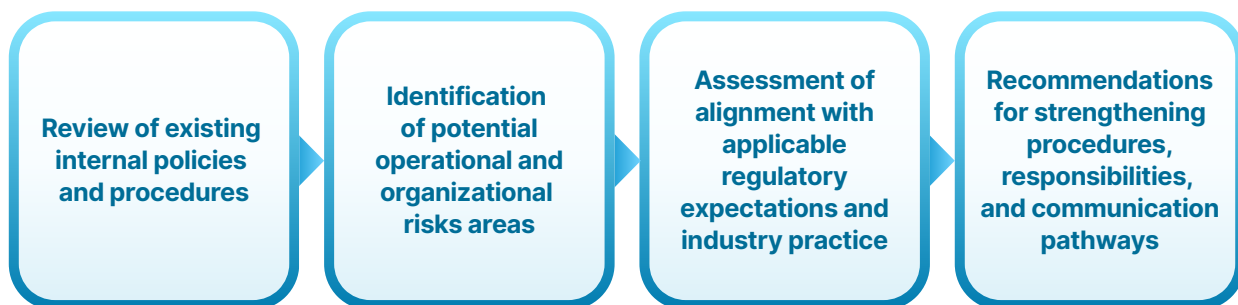 Review of existing
internal policies
and procedures
Identification
of potential
operational and
organizational
risks areas
Assessment of
alignment with
applicable
regulatory
expectations and
industry practice
Recommendations
for strengthening
procedures,
responsibilities,
and communication
pathways